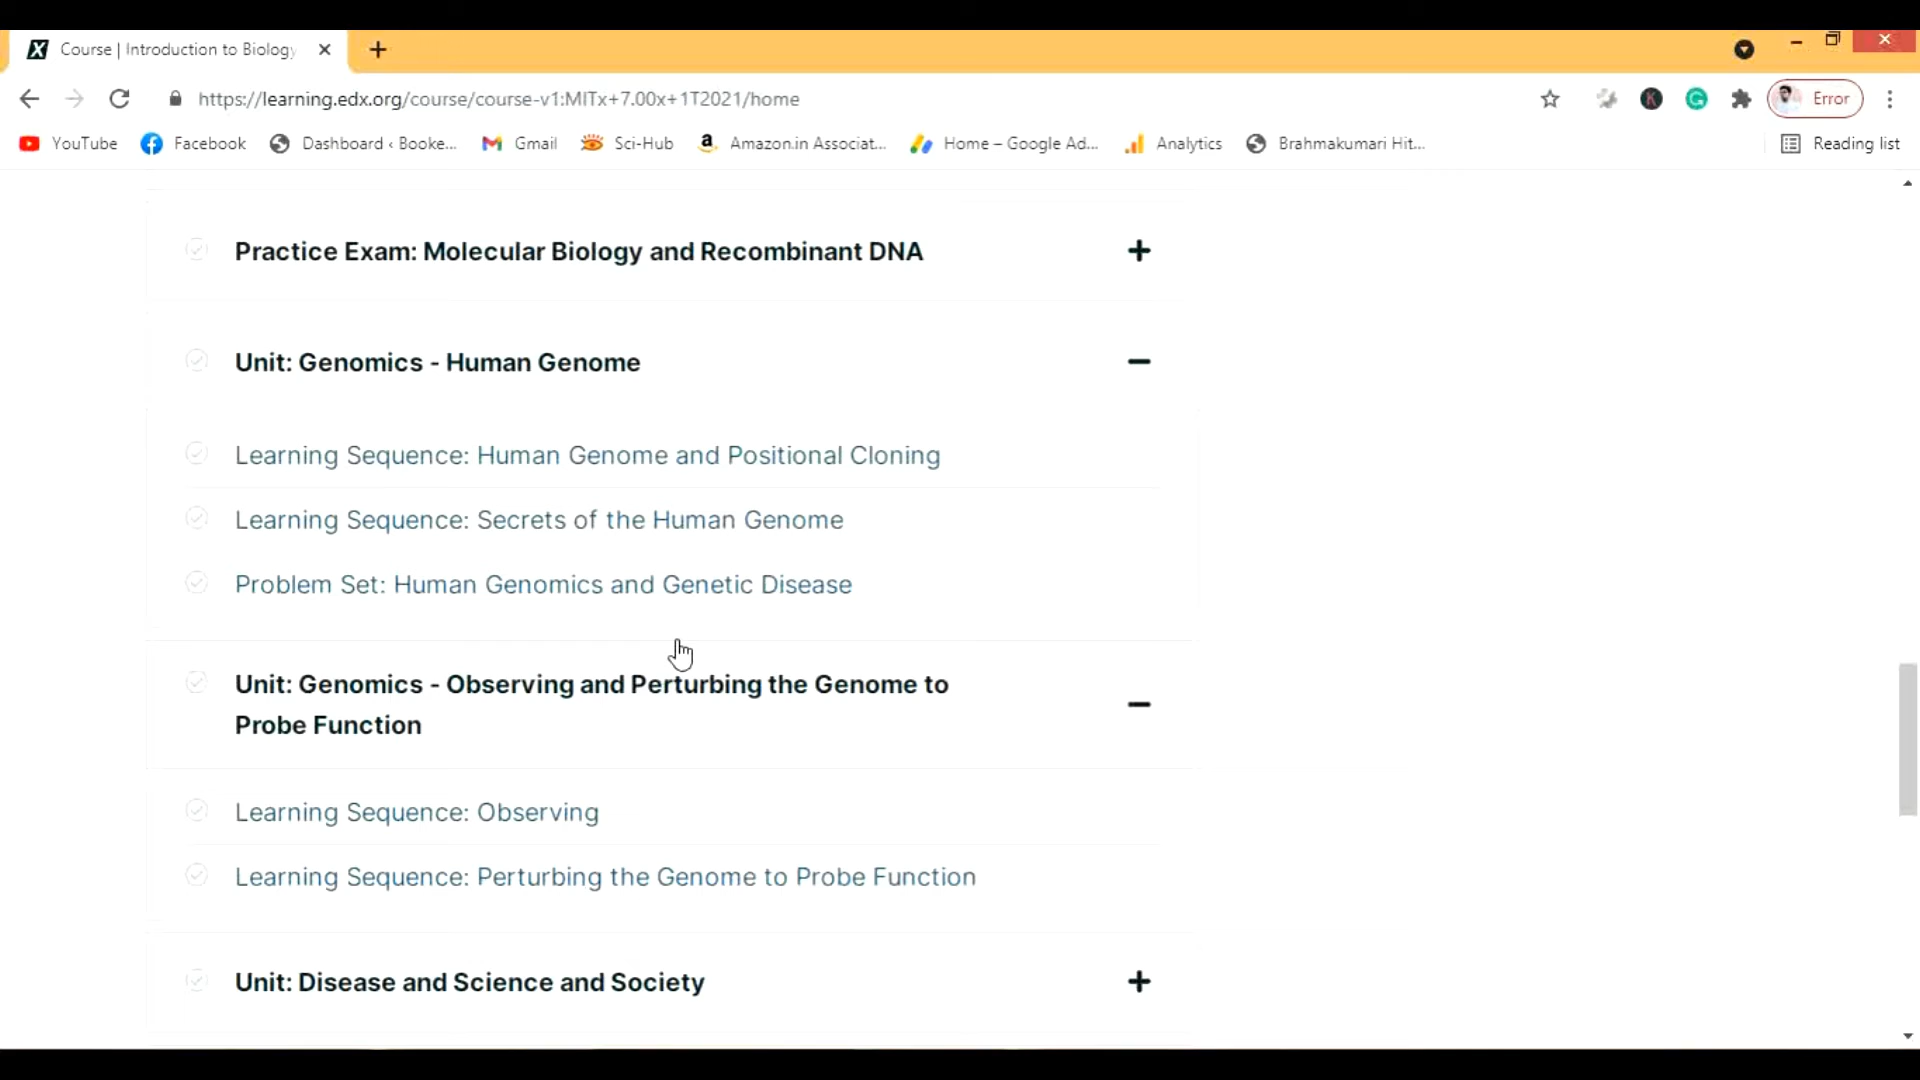 Course | Introduction to Biology
https://learning.edx.org/course/course-v1:MITx+7.00x+1T2021/home
Error
YouTube
Facebook
Dashboard ‹ Booke...
Gmail
Sci-Hub
Amazon.in Associat...
Home – Google Ad...
Analytics
Brahmakumari Hit...
Reading list
Practice Exam: Molecular Biology and Recombinant DNA
Unit: Genomics - Human Genome
Learning Sequence: Human Genome and Positional Cloning
Learning Sequence: Secrets of the Human Genome
Problem Set: Human Genomics and Genetic Disease
Unit: Genomics - Observing and Perturbing the Genome to
Probe Function
Learning Sequence: Observing
Learning Sequence: Perturbing the Genome to Probe Function
Unit: Disease and Science and Society